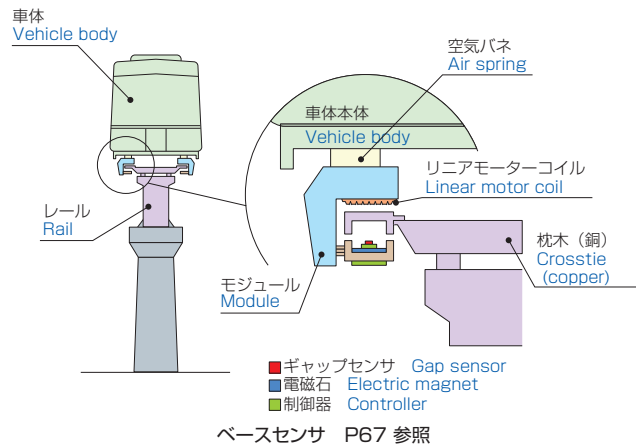 車体
Vehicle body
空気バネ
Air spring
車体本体
Vehicle body
リニアモーターコイル
Linear motor coil
レール
Rail
枕木（銅）
Crosstie
(copper)
モジュール
Module
ギャップセンサ Gap sensor
電磁石 Electric magnet
制御器 Controller
ベースセンサ P67 参照